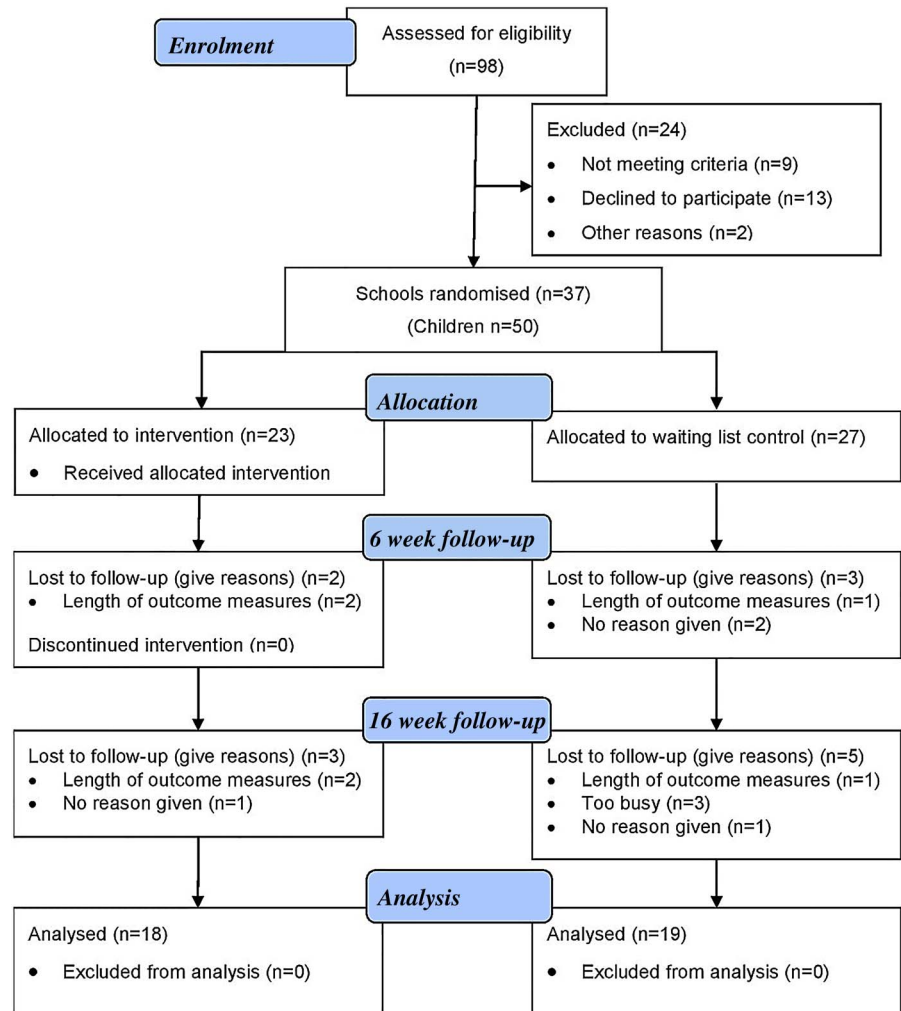 Enrolment
Assessed for eligibility
(n=98)
Excluded (n=24)
• Not meeting criteria (n=9)
• Declined to participate (n=13)
• Other reasons (n=2)
Schools randomised (n=37)
(Children n=50)
Allocation
Allocated to intervention (n=23)
• Received allocated intervention
Allocated to waiting list control (n=27)
6 week follow-up
Lost to follow-up (give reasons) (n=2)
• Length of outcome measures (n=2)
Discontinued intervention (n=0)
Lost to follow-up (give reasons) (n=3)
• Length of outcome measures (n=1)
• No reason given (n=2)
16 week follow-up
Lost to follow-up (give reasons) (n=3)
• Length of outcome measures (n=2)
• No reason given (n=1)
Lost to follow-up (give reasons) (n=5)
• Length of outcome measures (n=1)
• Too busy (n=3)
• No reason given (n=1)
Analysis
Analysed (n=18)
• Excluded from analysis (n=0)
Analysed (n=19)
• Excluded from analysis (n=0)